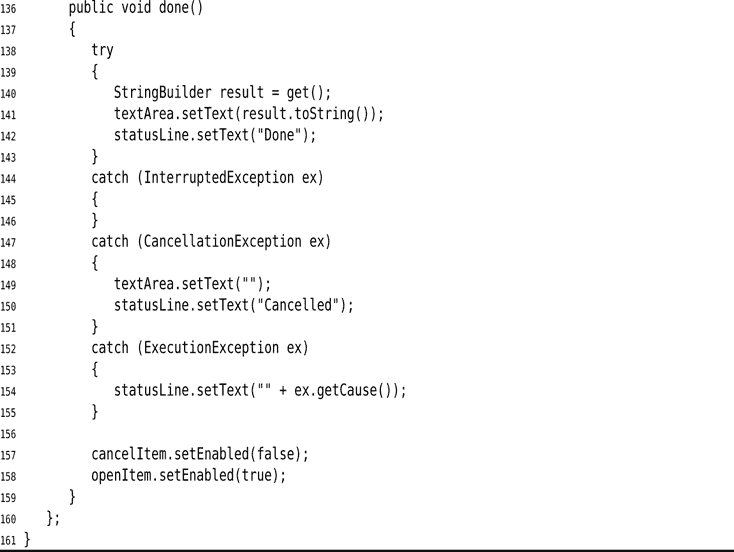 136       public void done()
137       {
138          try
139          {
140             StringBuilder result = get();
141             textArea.setText(result.toString());
142             statusLine.setText("Done");
143          }
144          catch (InterruptedException ex)
145          {
146          }
147          catch (CancellationException ex)
148          {
149             textArea.setText("");
150             statusLine.setText("Cancelled");
151          }
152          catch (ExecutionException ex)
153          {
154             statusLine.setText("" + ex.getCause());
155          }
156
157          cancelItem.setEnabled(false);
158          openItem.setEnabled(true);
159       }
160    };
161 }